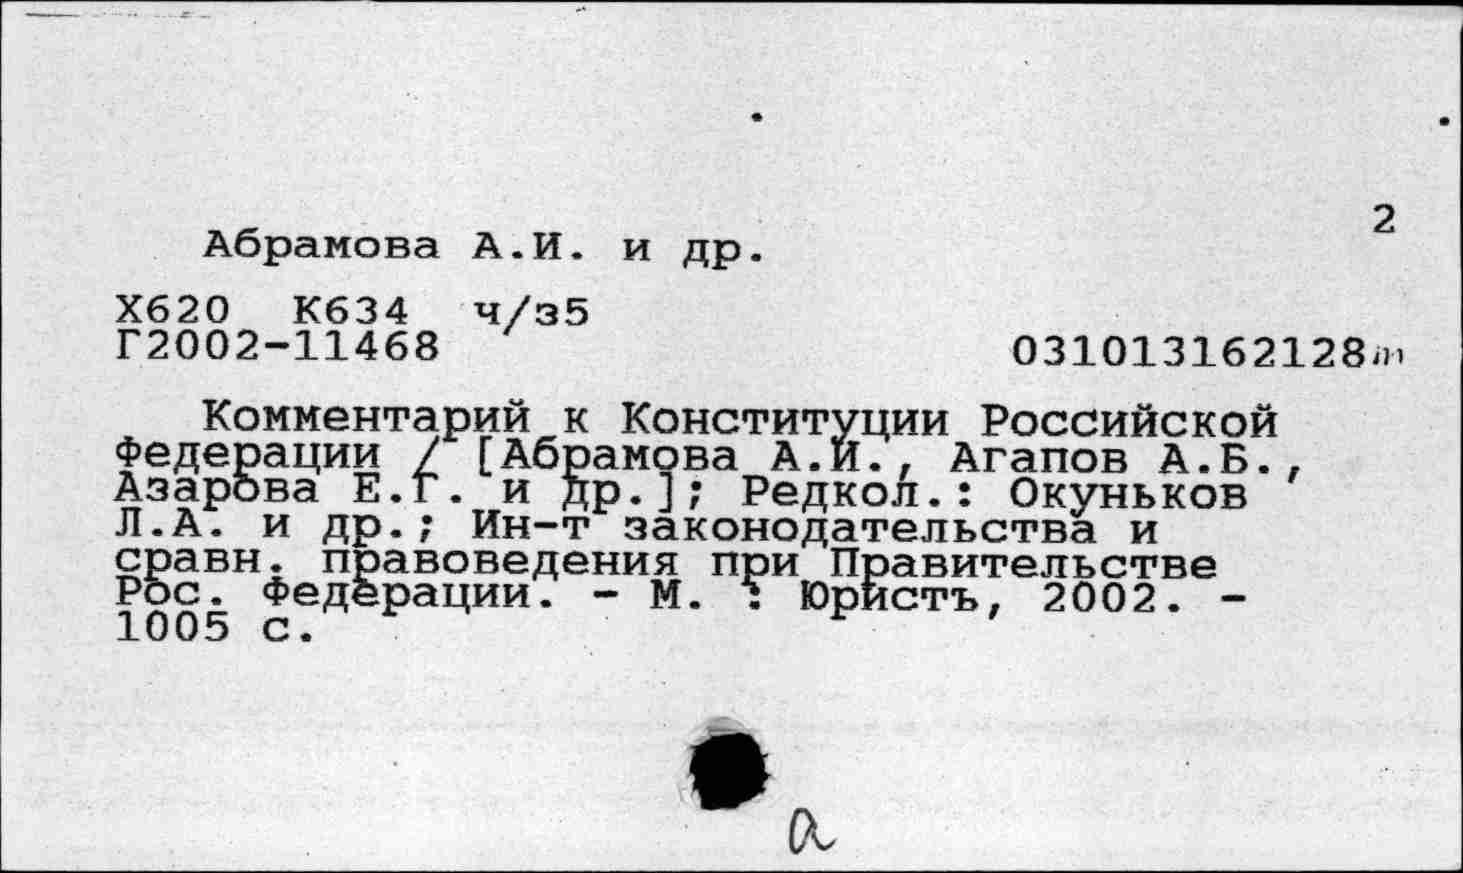 2
Абрамова А.И. и др.
Х620 К634 ч/з5
Г2002-11468 031013162128т
Комментарий к Конституции Российской
Федерации / [Абрамова А.И., Агапов А.Б.,
Азарова Е.Г. и др.]; Редкол.: Окуньков
Л.А. и др.; Ин-т законодательства и
сравн. правоведения при Правительстве
Рос. Федерации. - М. : Юристъ, 2002. -
1005 с.
а